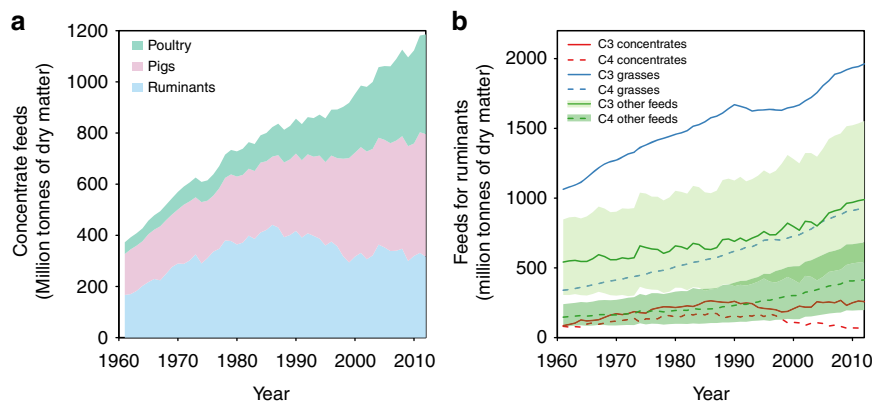 a
Poultry
Pigs
Ruminants
Concentrate feeds
(Million tonnes of dry matter)
1200
1000
800
600
400
200
0
1960 1970 1980 1990 2000 2010
Year
b
C3 concentrates
C4 concentrates
C3 grasses
C4 grasses
C3 other feeds
C4 other feeds
Feeds for ruminants
(million tonnes of dry matter)
2000
1500
1000
500
0
1960 1970 1980 1990 2000 2010
Year